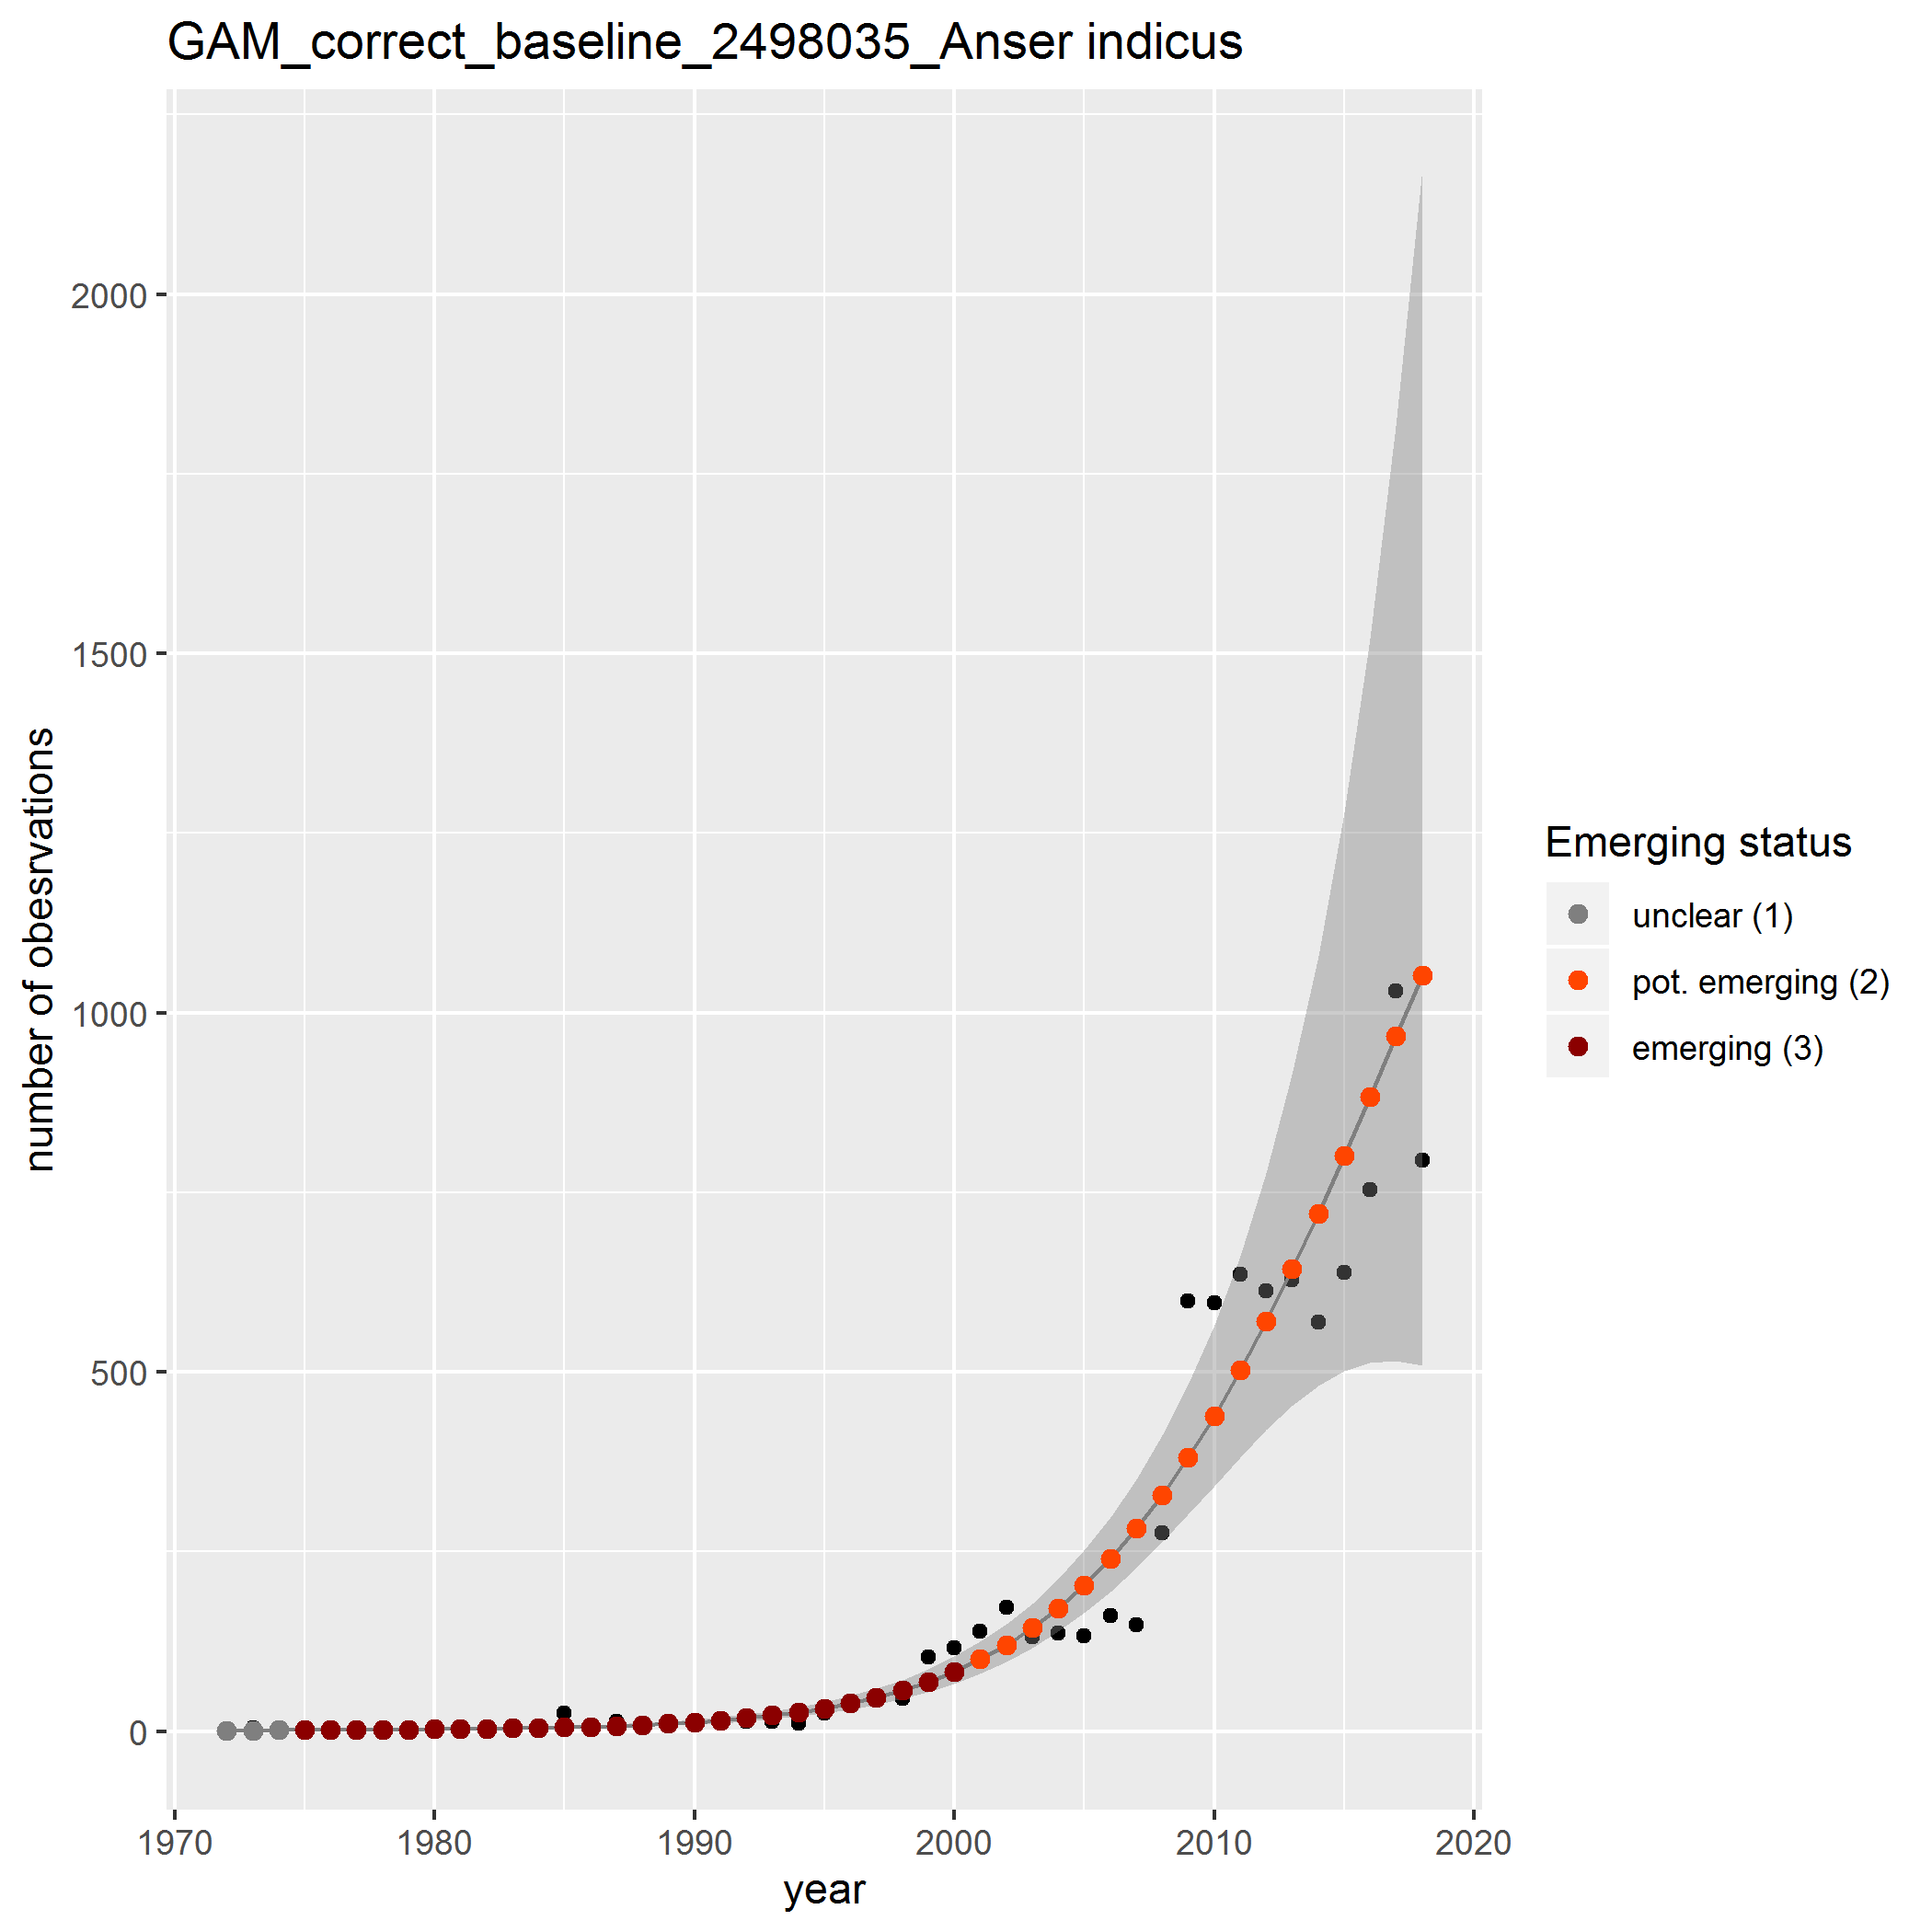 GAM_correct_baseline_2498035_Anser indicus
number of obesrvations
2000
1500
1000
500
0
1970
1980
1990
2000
2010
2020
year
Emerging status
unclear (1)
pot. emerging (2)
emerging (3)